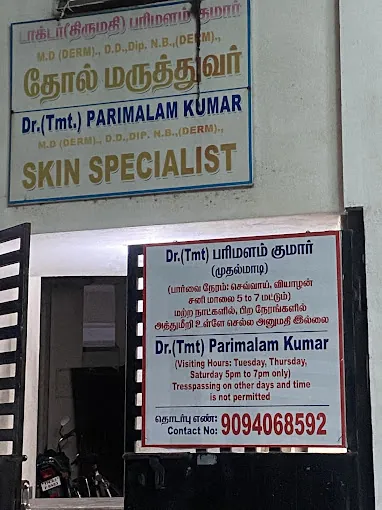 டாக்டர்(திருமதி) பரிமளம் குமார்
M.D (DERM)., D.D.,Dip. N.B.,(DERM).,
தோல் மருத்துவர்
Dr.(Tmt.) PARIMALAM KUMAR
M.D (DERM)., D.D.,DIP. N.B.,(DERM).,
SKIN SPECIALIST
Dr.(Tmt) பரிமளம் குமார்
(முதல்மாடி)
(பார்வை நேரம்: செவ்வாய், வியாழன்
சனி மாலை 5 to 7 மட்டும்)
மற்ற நாட்களில், பிற நேரங்களில்
அத்துமீறி உள்ளே செல்ல அனுமதி இல்லை
Dr.(Tmt) Parimalam Kumar
(Visiting Hours: Tuesday, Thursday,
Saturday 5pm to 7pm only)
Tresspassing on other days and time
is not permitted
தொடர்பு எண்:
Contact No: 9094068592